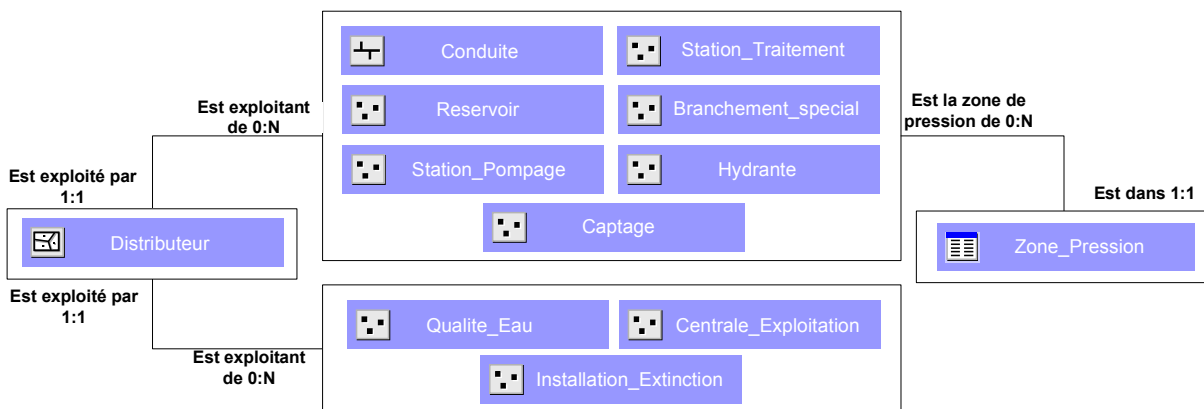 Conduite
Station_Traitement
Est exploitant
de 0:N
Reservoir
Branchement_special
Est la zone de
pression de 0:N
Station_Pompage
Hydrante
Est exploité par
1:1
Est dans 1:1
Captage
Distributeur
Zone_Pression
Est exploité par
1:1
Qualite_Eau
Centrale_Exploitation
Est exploitant
de 0:N
Installation_Extinction